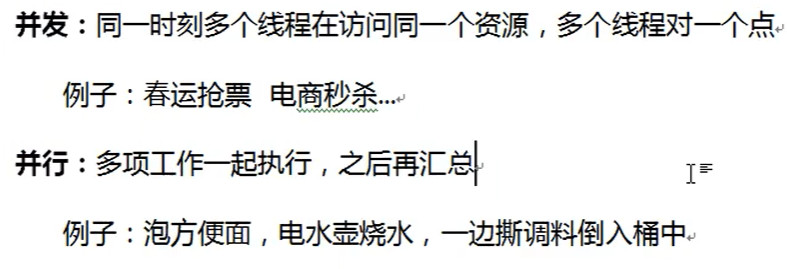 并发：同一时刻多个线程在访问同一个资源，多个线程对一个点
例子：春运抢票 电商秒杀...
并行：多项工作一起执行，之后再汇总
例子：泡方便面，电水壶烧水，一边撕调料倒入桶中